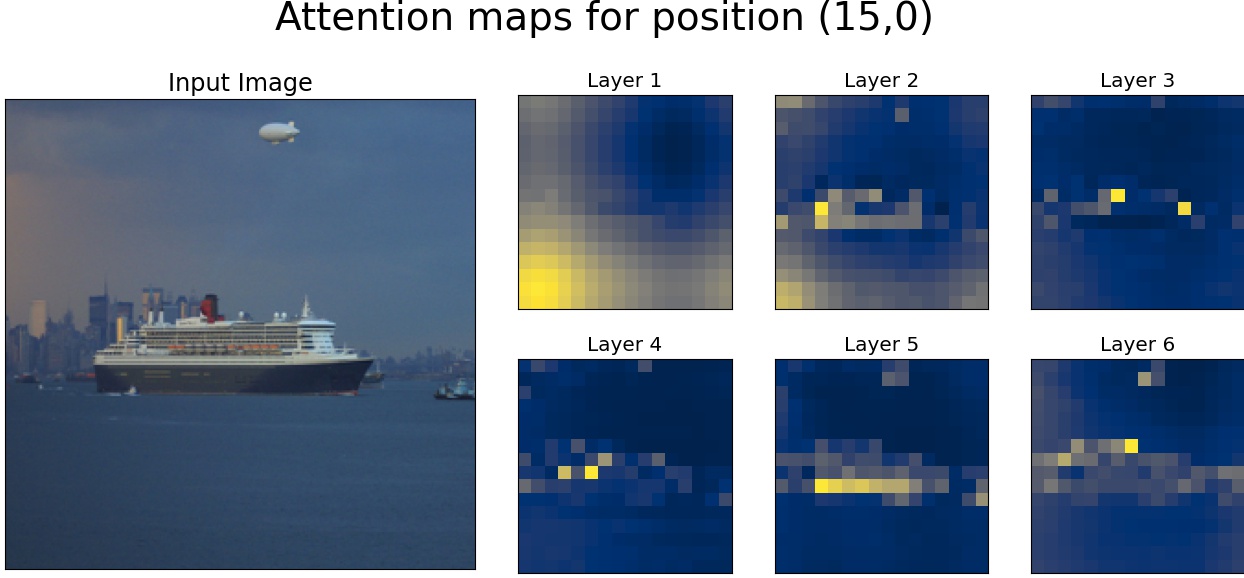 Attention maps for position (15,0)
Input Image
Layer 1
Layer 2
Layer 3
Layer 4
Layer 5
Layer 6